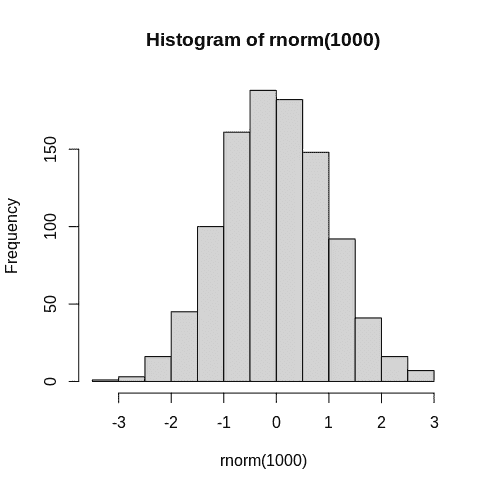 Histogram of rnorm(1000)
Frequency
150
100
50
0
-3 -2 -1 0 1 2 3
rnorm(1000)